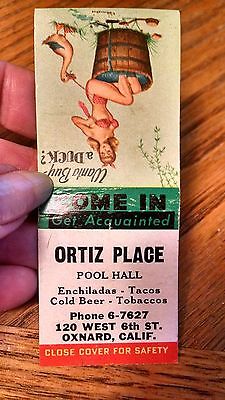 Wanta Buy
a DUCK?
COME IN
Get Acquainted
ORTIZ PLACE
POOL HALL
Enchiladas - Tacos
Cold Beer - Tobaccos
Phone 6-7627
120 WEST 6th ST.
OXNARD, CALIF.
CLOSE COVER FOR SAFETY